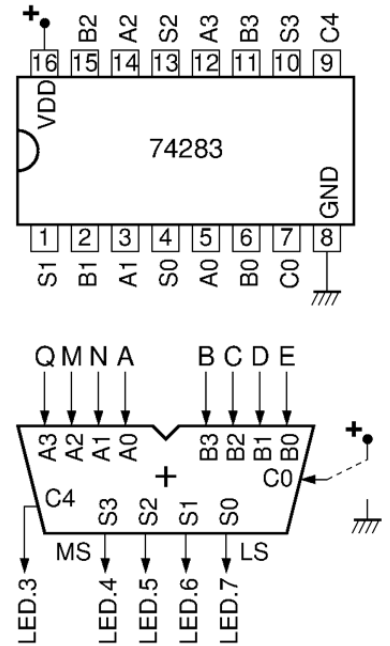 + B2 A2 S2 A3 B3 S3 C4
16 15 14 13 12 11 10 9
VDD
74283
GND
1 2 3 4 5 6 7 8
S1 B1 A1 S0 A0 B0 C0
Q M N A B C D E
A3 A2 A1 A0 B3 B2 B1 B0
+
+
C0
C4
S3 S2 S1 S0
MS LS
LED.3 LED.4 LED.5 LED.6 LED.7